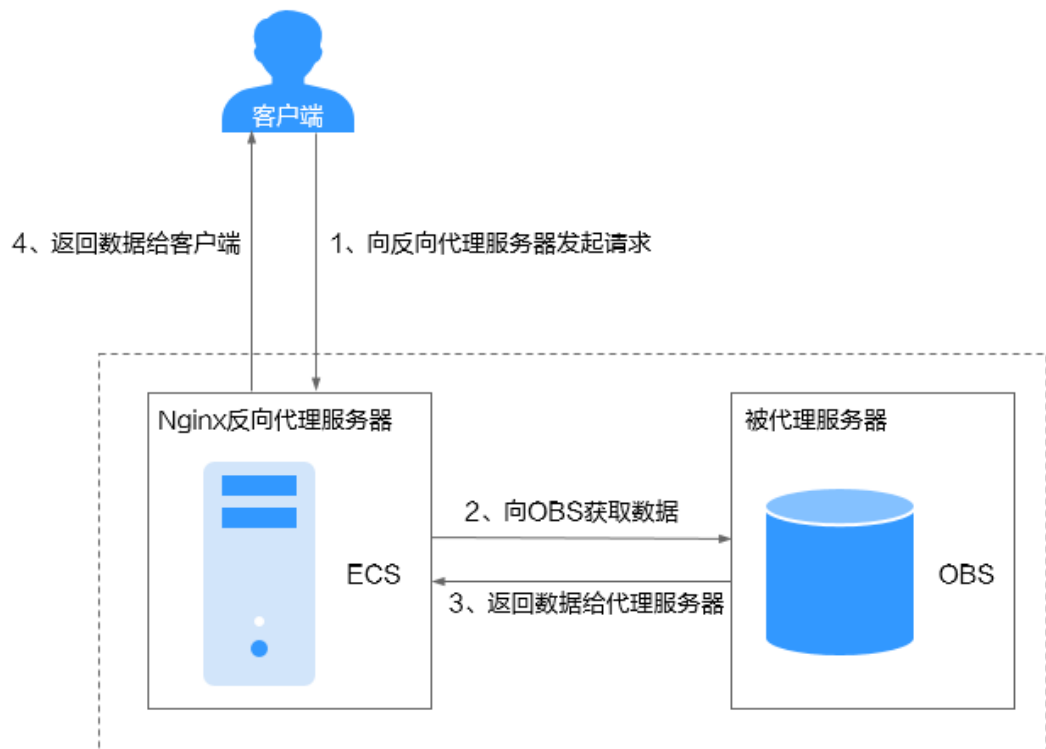 客户端
4、返回数据给客户端
1、向反向代理服务器发起请求
Nginx反向代理服务器
被代理服务器
2、向OBS获取数据
ECS
OBS
3、返回数据给代理服务器